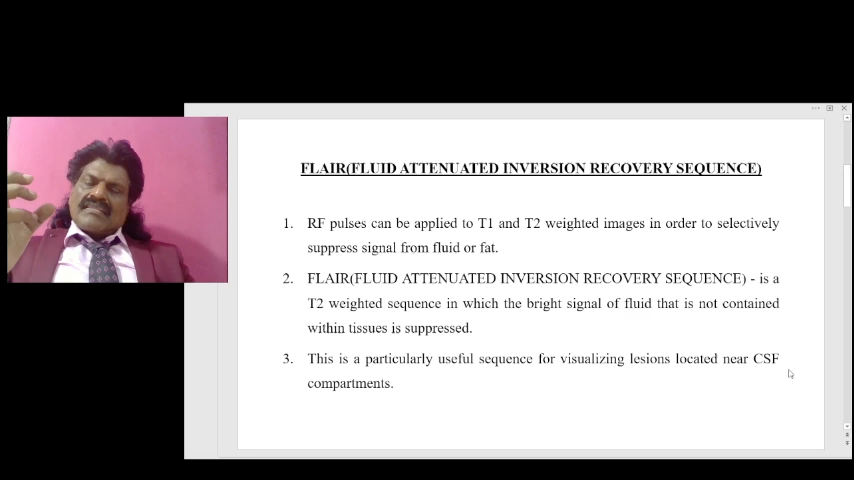 FLAIR(FLUID ATTENUATED INVERSION RECOVERY SEQUENCE)
1. RF pulses can be applied to T1 and T2 weighted images in order to selectively
suppress signal from fluid or fat.
2. FLAIR(FLUID ATTENUATED INVERSION RECOVERY SEQUENCE) - is a
T2 weighted sequence in which the bright signal of fluid that is not contained
within tissues is suppressed.
3. This is a particularly useful sequence for visualizing lesions located near CSF
compartments.